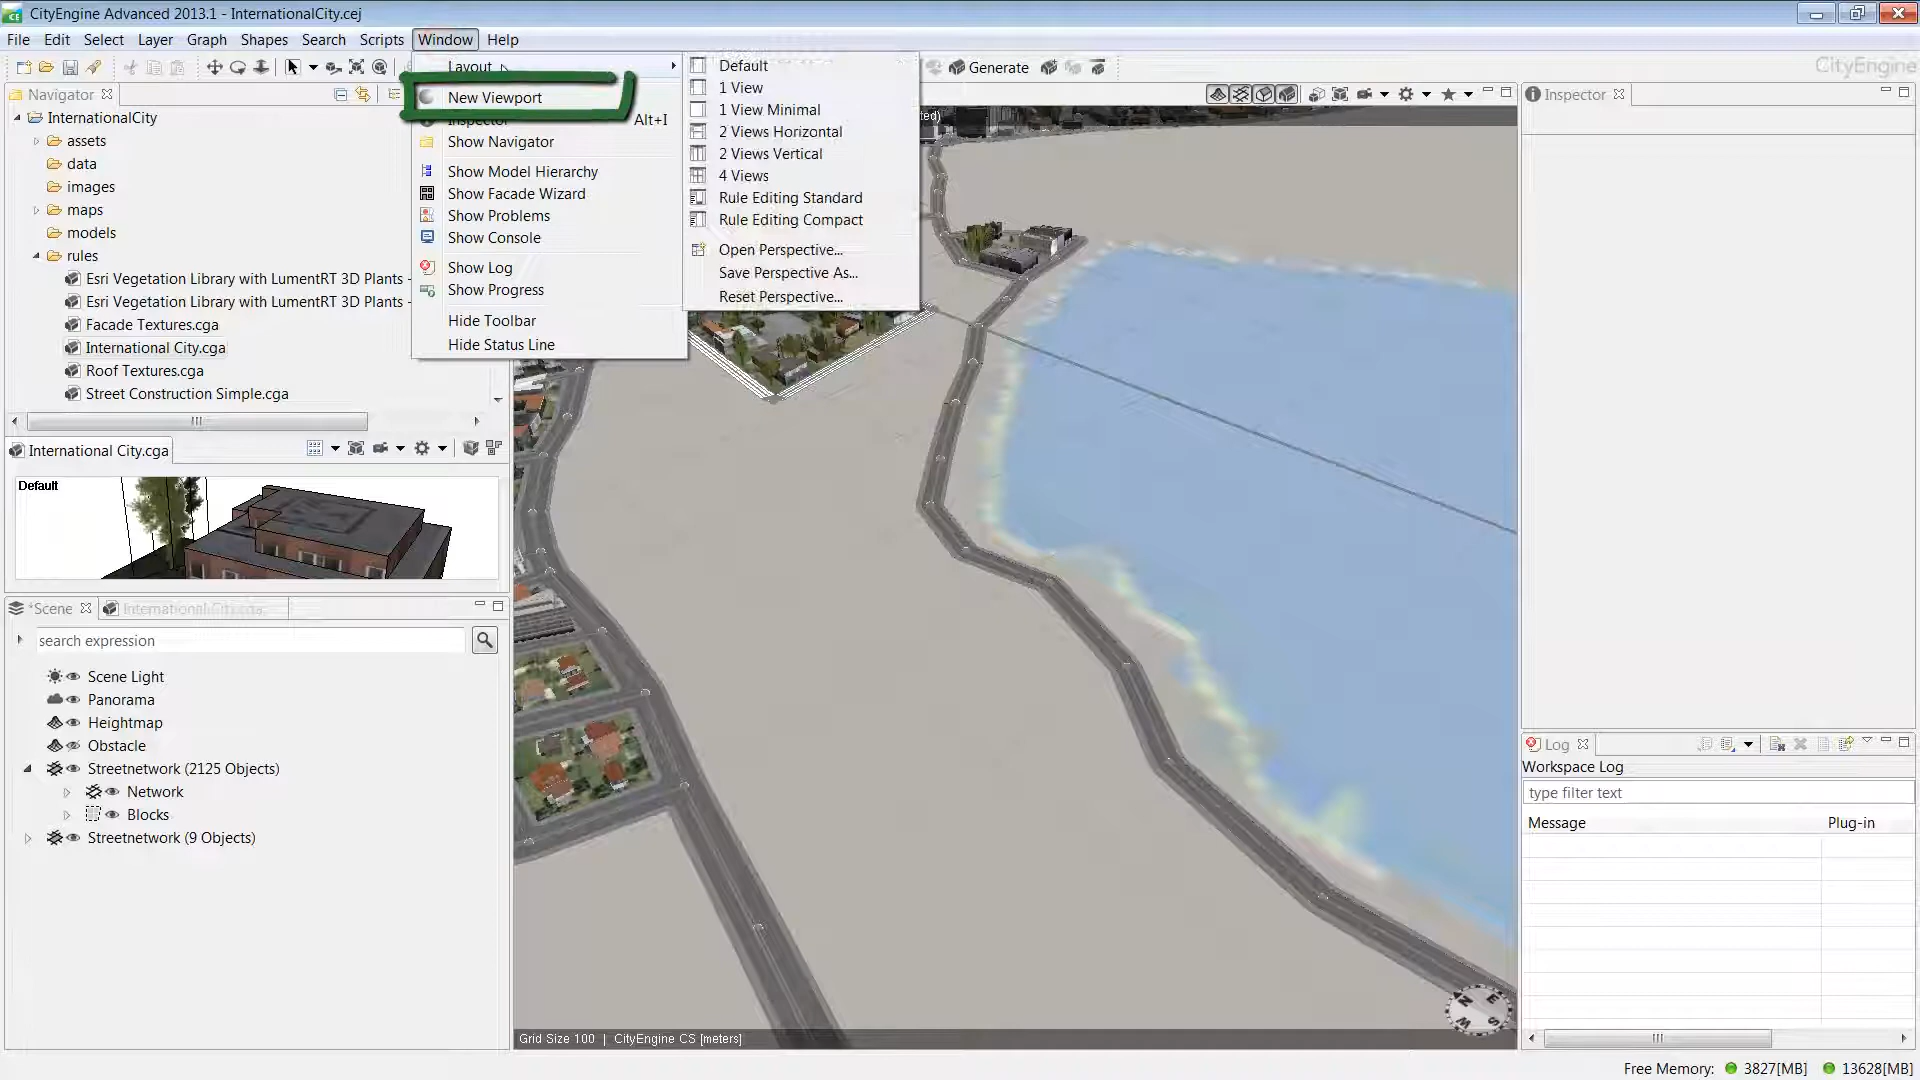 CityEngine Advanced 2013.1 - InternationalCity.cej
File Edit Select Layer Graph Shapes Search Scripts Window Help
Generate
CityEngine
Layout
New Viewport
Inspector Alt+I
Show Navigator
Show Model Hierarchy
Show Facade Wizard
Show Problems
Show Console
Show Log
Show Progress
Hide Toolbar
Hide Status Line
Default
1 View
1 View Minimal
2 Views Horizontal
2 Views Vertical
4 Views
Rule Editing Standard
Rule Editing Compact
Open Perspective...
Save Perspective As...
Reset Perspective...
Navigator
InternationalCity
assets
data
images
maps
models
rules
Esri Vegetation Library with LumentRT 3D Plants -
Esri Vegetation Library with LumentRT 3D Plants -
Facade Textures.cga
International City.cga
Roof Textures.cga
Street Construction Simple.cga
International City.cga
Default
*Scene International City.cga
search expression
Scene Light
Panorama
Heightmap
Obstacle
Streetnetwork (2125 Objects)
Network
Blocks
Streetnetwork (9 Objects)
ted)
N E S W
Grid Size 100 | CityEngine CS [meters]
Inspector
Log
Workspace Log
type filter text
Message Plug-in
Free Memory: 3827[MB] 13628[MB]